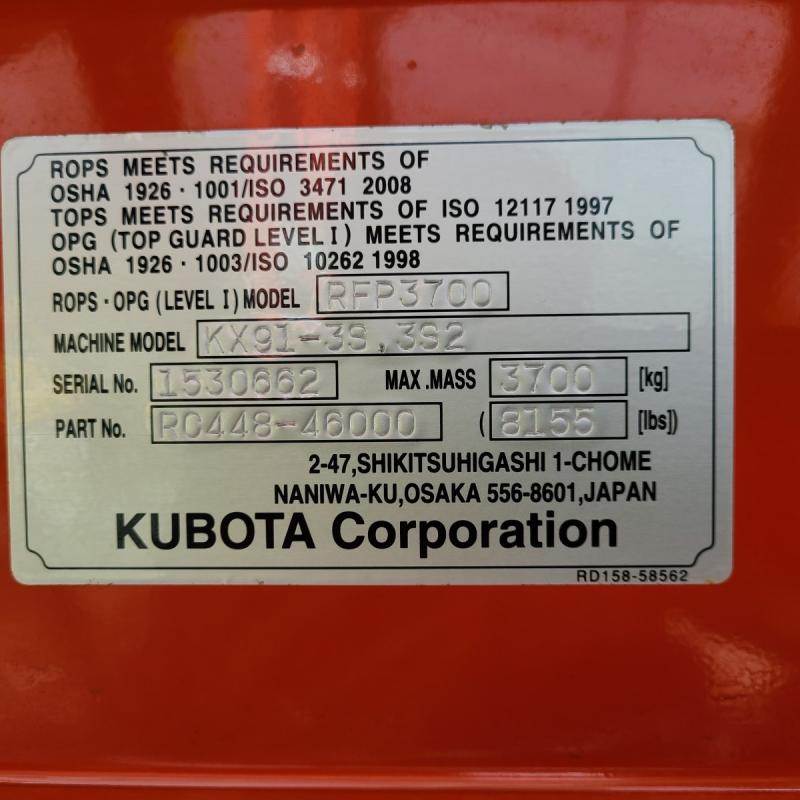 ROPS MEETS REQUIREMENTS OF
OSHA 1926・1001/ISO 3471 2008
TOPS MEETS REQUIREMENTS OF ISO 12117 1997
OPG (TOP GUARD LEVEL I) MEETS REQUIREMENTS OF
OSHA 1926・1003/ISO 10262 1998
ROPS・OPG (LEVEL I) MODEL RFP3700
MACHINE MODEL KX91-3S,3S2
SERIAL No. 1530662 MAX.MASS 3700 [kg]
PART No. RC448-46000 (8155 [lbs])
2-47,SHIKITSUHIGASHI 1-CHOME
NANIWA-KU,OSAKA 556-8601,JAPAN
KUBOTA Corporation
RD158-58562